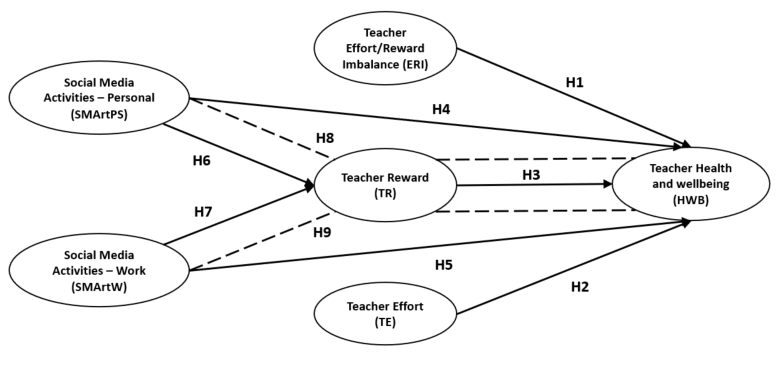 Teacher
Effort/Reward
Imbalance (ERI)
H1
Social Media
Activities – Personal
(SMArtPS)
H4
H8
H6
Teacher Reward
(TR)
H3
Teacher Health
and wellbeing
(HWB)
H7
H9
Social Media
Activities – Work
(SMArtW)
H5
H2
Teacher Effort
(TE)